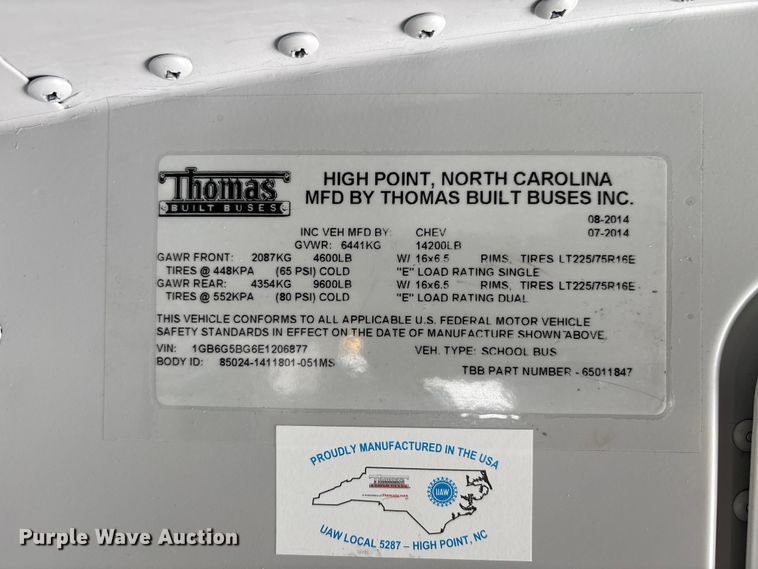 Thomas
BUILT BUSES
HIGH POINT, NORTH CAROLINA
MFD BY THOMAS BUILT BUSES INC.
08-2014
INC VEH MFD BY: CHEV 07-2014
GVWR: 6441KG 14200LB
GAWR FRONT: 2087KG 4600LB W/ 16x6.5 RIMS, TIRES LT225/75R16E
TIRES @ 448KPA (65 PSI) COLD "E" LOAD RATING SINGLE
GAWR REAR: 4354KG 9600LB W/ 16x6.5 RIMS, TIRES LT225/75R16E
TIRES @ 552KPA (80 PSI) COLD "E" LOAD RATING DUAL
THIS VEHICLE CONFORMS TO ALL APPLICABLE U.S. FEDERAL MOTOR VEHICLE
SAFETY STANDARDS IN EFFECT ON THE DATE OF MANUFACTURE SHOWN ABOVE.
VIN: 1GB6G5BG6E1206877 VEH. TYPE: SCHOOL BUS
BODY ID: 85024-1411801-051MS TBB PART NUMBER - 65011847
PROUDLY MANUFACTURED IN THE USA
Thomas
UAW
UAW LOCAL 5287 – HIGH POINT, NC
Purple Wave Auction